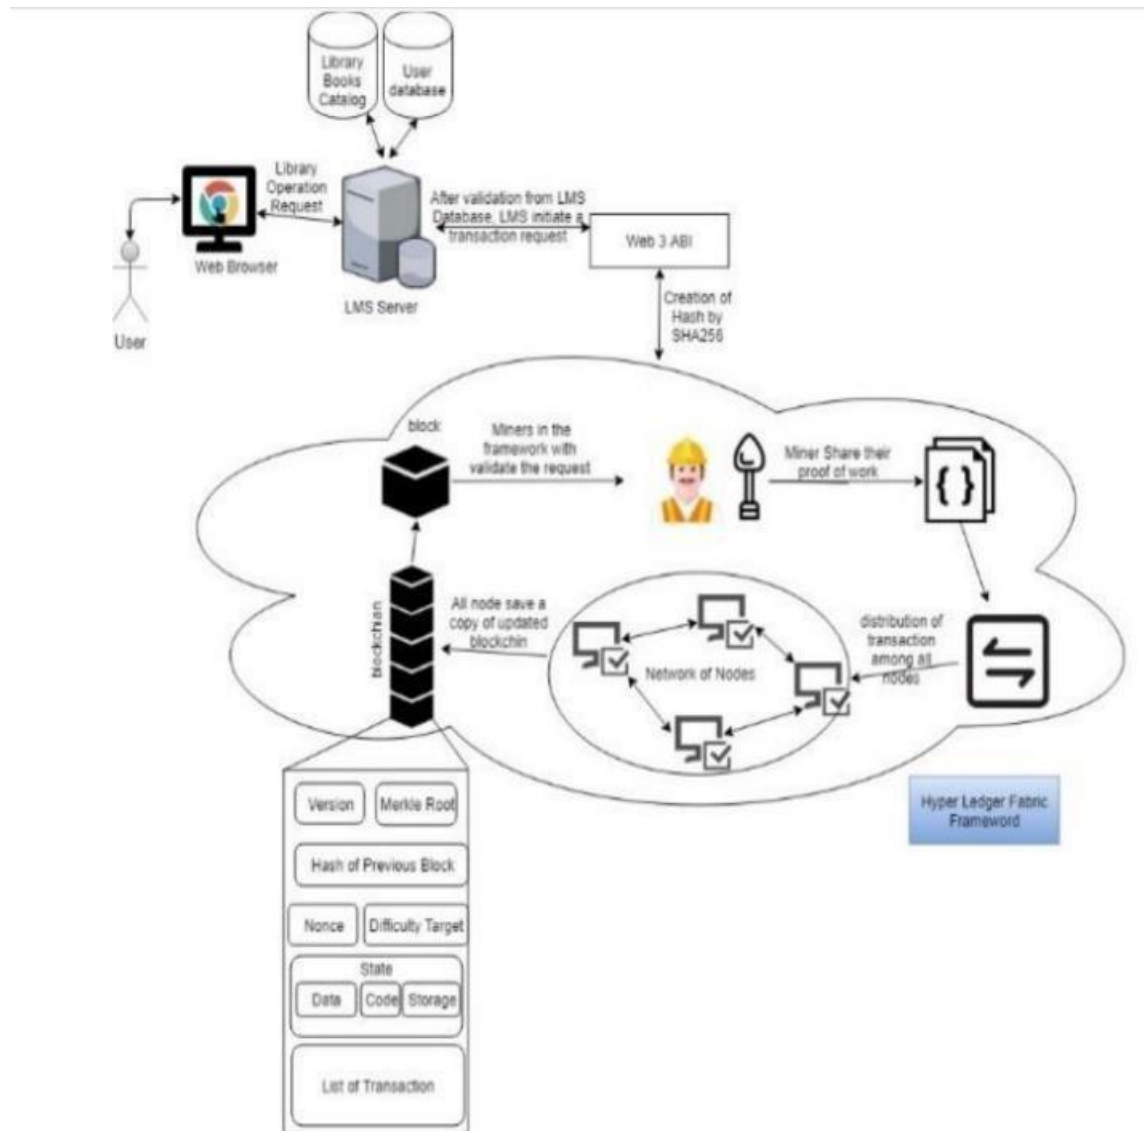 Library
Books
Catalog
User
database
Library
Operation
Request
After validation from LMS
Database, LMS initiate a
transaction request
Web 3 ABI
Web Browser
LMS Server
User
Creation of
Hash by
SHA256
block
Miners in the
framework with
validate the request
Miner Share their
proof of work
{ }
blockchian
All node save a
copy of updated
blockchin
Network of Nodes
distribution of
transaction
among all
nodes
Hyper Ledger Fabric
Frameword
Version
Merkle Root
Hash of Previous Block
Nonce
Difficulty Target
State
Data
Code
Storage
List of Transaction